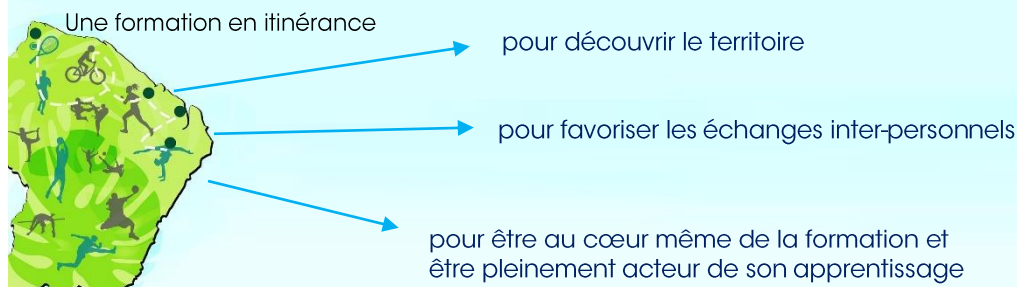 Une formation en itinérance
pour découvrir le territoire
pour favoriser les échanges inter-personnels
pour être au cœur même de la formation et
être pleinement acteur de son apprentissage